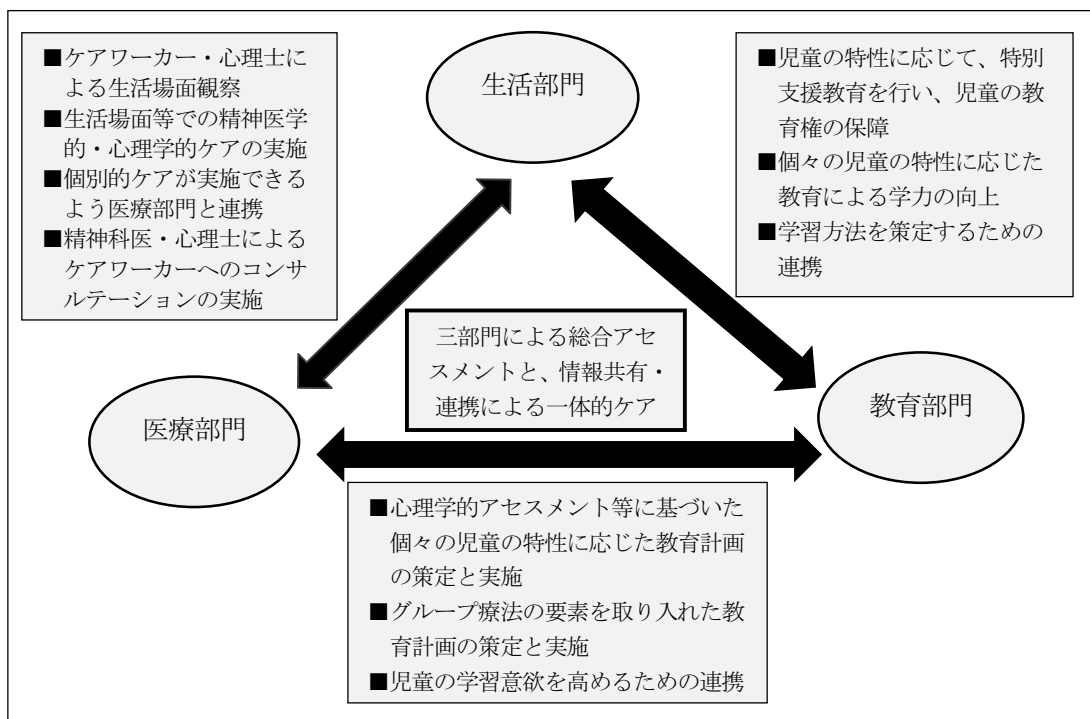 ■ケアワーカー・心理士に
よる生活場面観察
■生活場面等での精神医学
的・心理学的ケアの実施
■個別的ケアが実施できる
よう医療部門と連携
■精神科医・心理士による
ケアワーカーへのコンサ
ルテーションの実施
生活部門
■児童の特性に応じて、特別
支援教育を行い、児童の教
育権の保障
■個々の児童の特性に応じた
教育による学力の向上
■学習方法を策定するための
連携
三部門による総合アセ
スメントと、情報共有・
連携による一体的ケア
医療部門
教育部門
■心理学的アセスメント等に基づいた
個々の児童の特性に応じた教育計画
の策定と実施
■グループ療法の要素を取り入れた教
育計画の策定と実施
■児童の学習意欲を高めるための連携